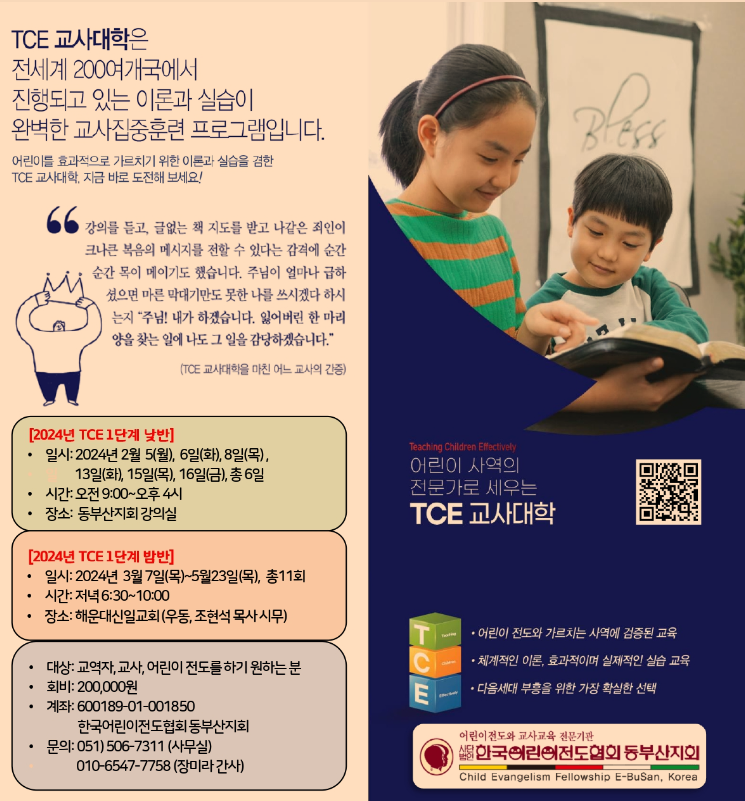 TCE 교사대학은
전세계 200여개국에서
진행되고 있는 이론과 실습이
완벽한 교사집중훈련 프로그램입니다.
어린이를 효과적으로 가르치기 위한 이론과 실습을 겸한
TCE 교사대학, 지금 바로 도전해 보세요!
강의를 듣고, 글없는 책 지도를 받고 나같은 죄인이
크나큰 복음의 메시지를 전할 수 있다는 감격에 순간
순간 목이 메이기도 했습니다. 주님이 얼마나 급하
셨으면 마른 막대기만도 못한 나를 쓰시겠다 하시
는지 “주님! 내가 하겠습니다. 잃어버린 한 마리
양을 찾는 일에 나도 그 일을 감당하겠습니다.”
(TCE 교사대학을 마친 어느 교사의 간증)
[2024년 TCE 1단계 낮반]
• 일시: 2024년 2월 5(월), 6일(화), 8일(목),
13일(화), 15일(목), 16일(금), 총 6일
• 시간: 오전 9:00~오후 4시
• 장소: 동부산지회 강의실
[2024년 TCE 1단계 밤반]
• 일시: 2024년 3월 7일(목)~5월23일(목), 총11회
• 시간: 저녁 6:30~10:00
• 장소: 해운대신일교회 (우동, 조현석 목사 시무)
• 대상: 교역자, 교사, 어린이 전도를 하기 원하는 분
• 회비: 200,000원
• 계좌: 600189-01-001850
한국어린이전도협회 동부산지회
• 문의: 051) 506-7311 (사무실)
010-6547-7758 (장미라 간사)
Bless
Teaching Children Effectively
어린이 사역의
전문가로 세우는
TCE 교사대학
T Teaching
C Children
E Effectively
• 어린이 전도와 가르치는 사역에 검증된 교육
• 체계적인 이론, 효과적이며 실재적인 실습 교육
• 다음세대 부흥을 위한 가장 확실한 선택
어린이전도와 교사교육 전문기관
사단법인 한국어린이전도협회 동부산지회
Child Evangelism Fellowship E-BuSan, Korea